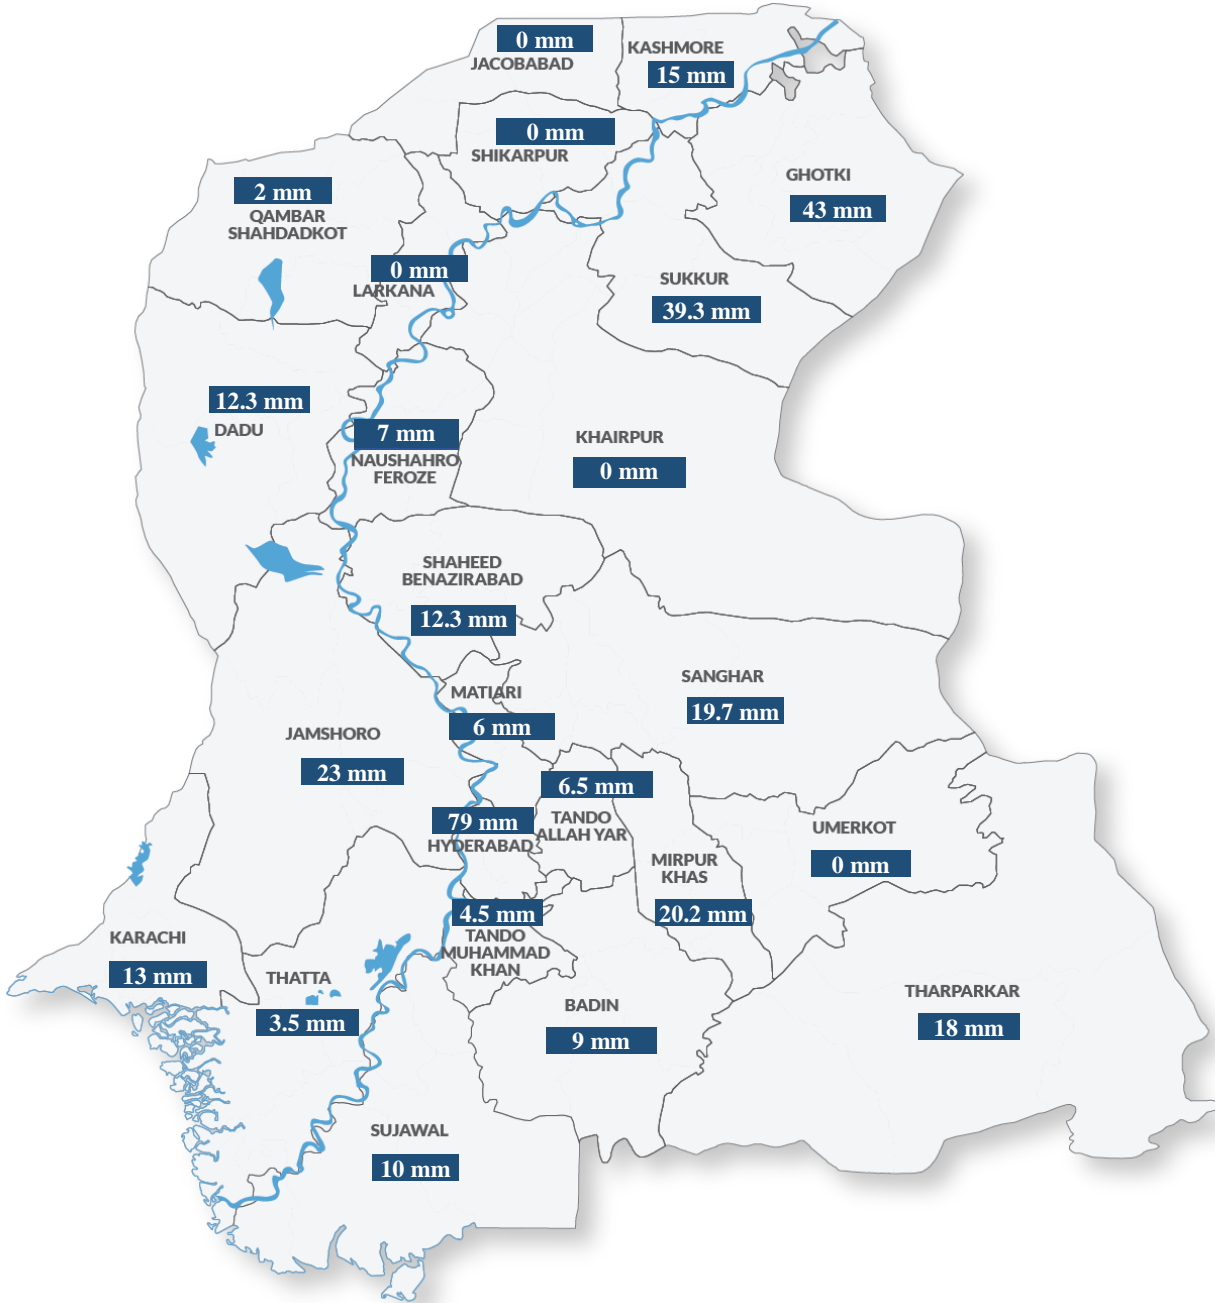 0 mm
JACOBABAD
KASHMORE
15 mm
0 mm
SHIKARPUR
GHOTKI
43 mm
2 mm
QAMBAR
SHAHDADKOT
0 mm
LARKANA
SUKKUR
39.3 mm
12.3 mm
DADU
7 mm
NAUSHAHRO
FEROZE
KHAIRPUR
0 mm
SHAHEED
BENAZIRABAD
12.3 mm
SANGHAR
19.7 mm
MATIARI
6 mm
JAMSHORO
23 mm
6.5 mm
TANDO
ALLAH YAR
79 mm
HYDERABAD
UMERKOT
0 mm
MIRPUR
KHAS
20.2 mm
4.5 mm
TANDO
MUHAMMAD
KHAN
KARACHI
13 mm
THATTA
3.5 mm
BADIN
9 mm
THARPARKAR
18 mm
SUJAWAL
10 mm